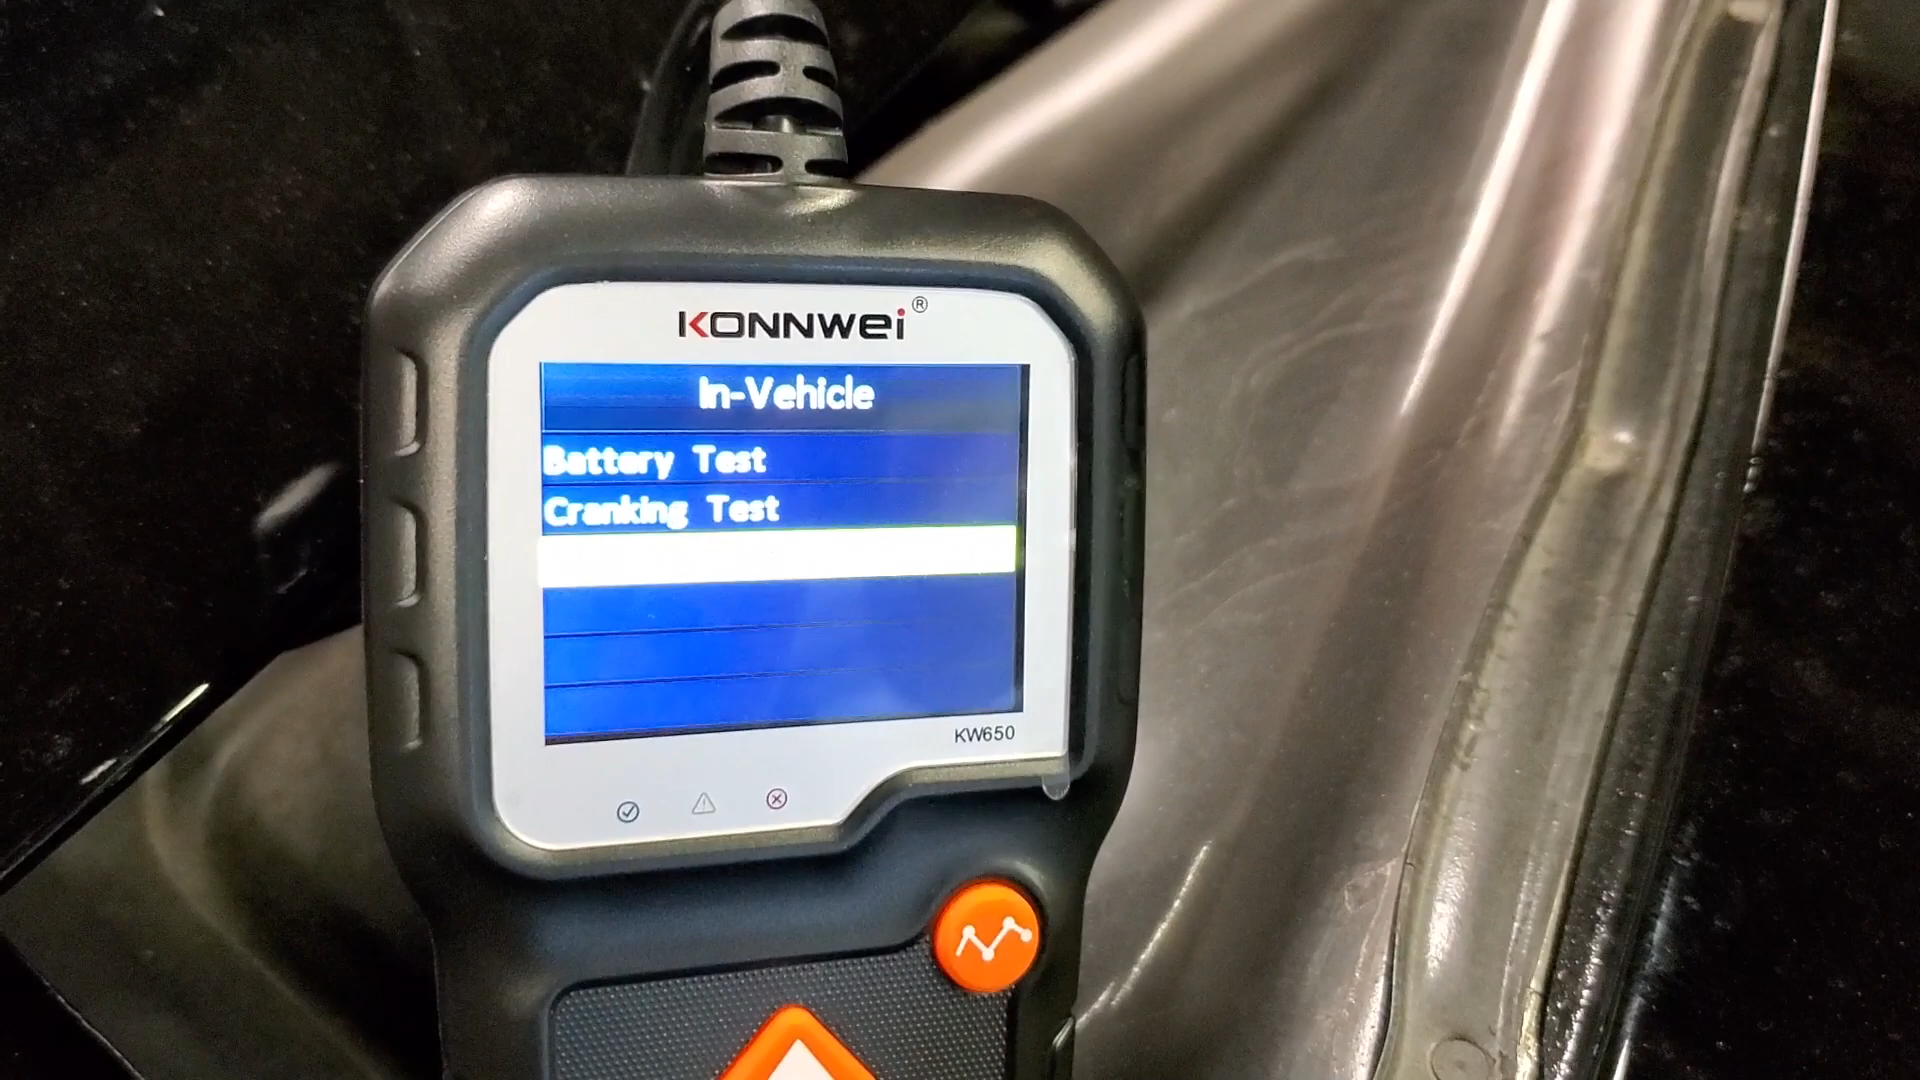 KONNWEI®
In-Vehicle
Battery Test
Cranking Test
KW650